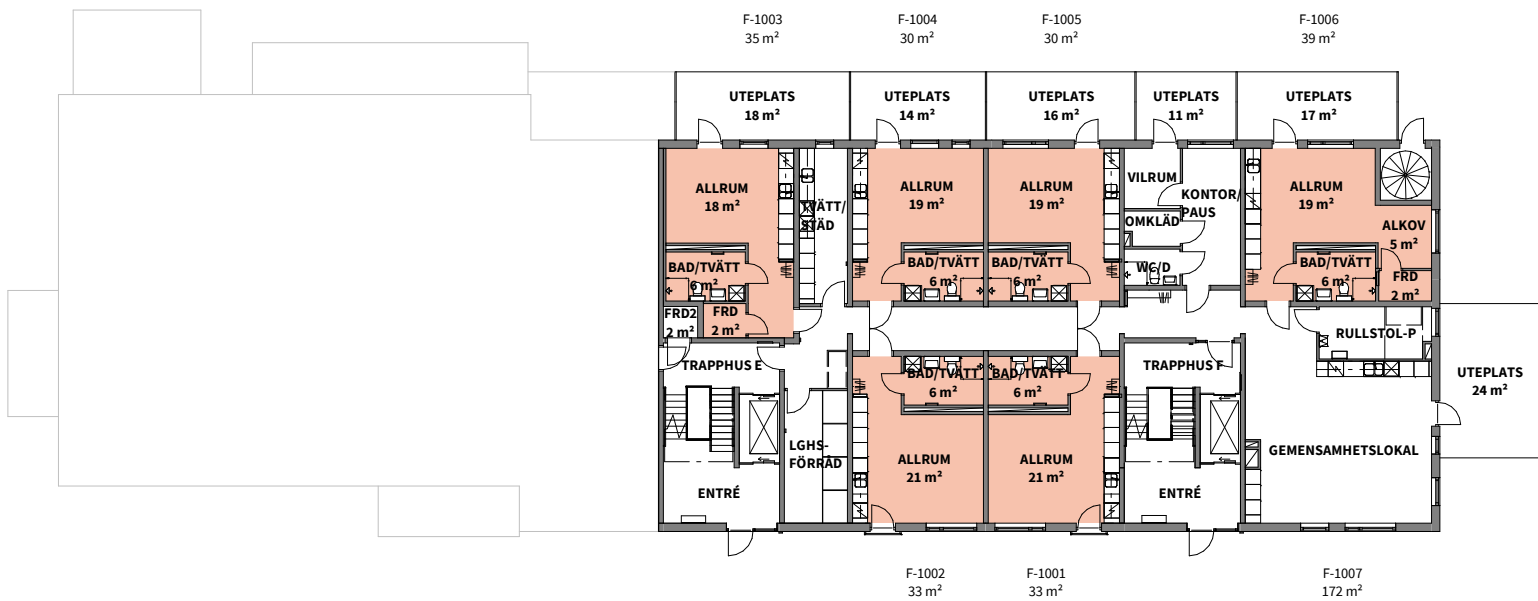 F-1003
35 m²
F-1004
30 m²
F-1005
30 m²
F-1006
39 m²
UTEPLATS
18 m²
UTEPLATS
14 m²
UTEPLATS
16 m²
UTEPLATS
11 m²
UTEPLATS
17 m²
ALLRUM
18 m²
TVÄTT/
STÄD
ALLRUM
19 m²
ALLRUM
19 m²
VILRUM
KONTOR/
PAUS
OMKLÄD
WC/D
ALLRUM
19 m²
ALKOV
5 m²
BAD/TVÄTT
6 m²
BAD/TVÄTT
6 m²
BAD/TVÄTT
6 m²
BAD/TVÄTT
6 m²
FRD
2 m²
FRD2
2 m²
FRD
2 m²
RULLSTOL-P
TRAPPHUS E
BAD/TVÄTT
6 m²
BAD/TVÄTT
6 m²
TRAPPHUS F
UTEPLATS
24 m²
LGHS-
FÖRRÅD
ALLRUM
21 m²
ALLRUM
21 m²
GEMENSAMHETSLOKAL
ENTRÉ
ENTRÉ
F-1002
33 m²
F-1001
33 m²
F-1007
172 m²